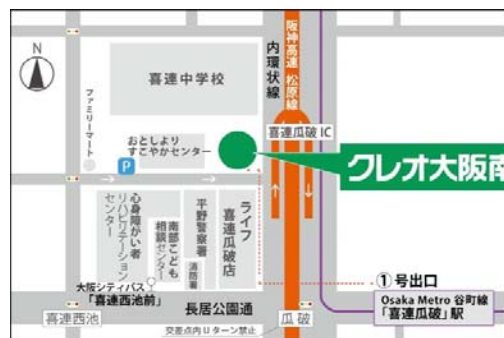 N
喜連中学校
ファミリーマート
おとしより
すこやかセンター
P
内環状線
阪神高速 松原線
喜連瓜破 IC
クレオ大阪南
心身障がい者
リハビリテーション
センター
南部こども
相談センター
平野警察署
消防署
ライフ
喜連瓜破店
大阪シティバス
「喜連西池前」
長居公園通
①号出口
Osaka Metro 谷町線
「喜連瓜破」駅
喜連西池
交差点内Uターン禁止
瓜破